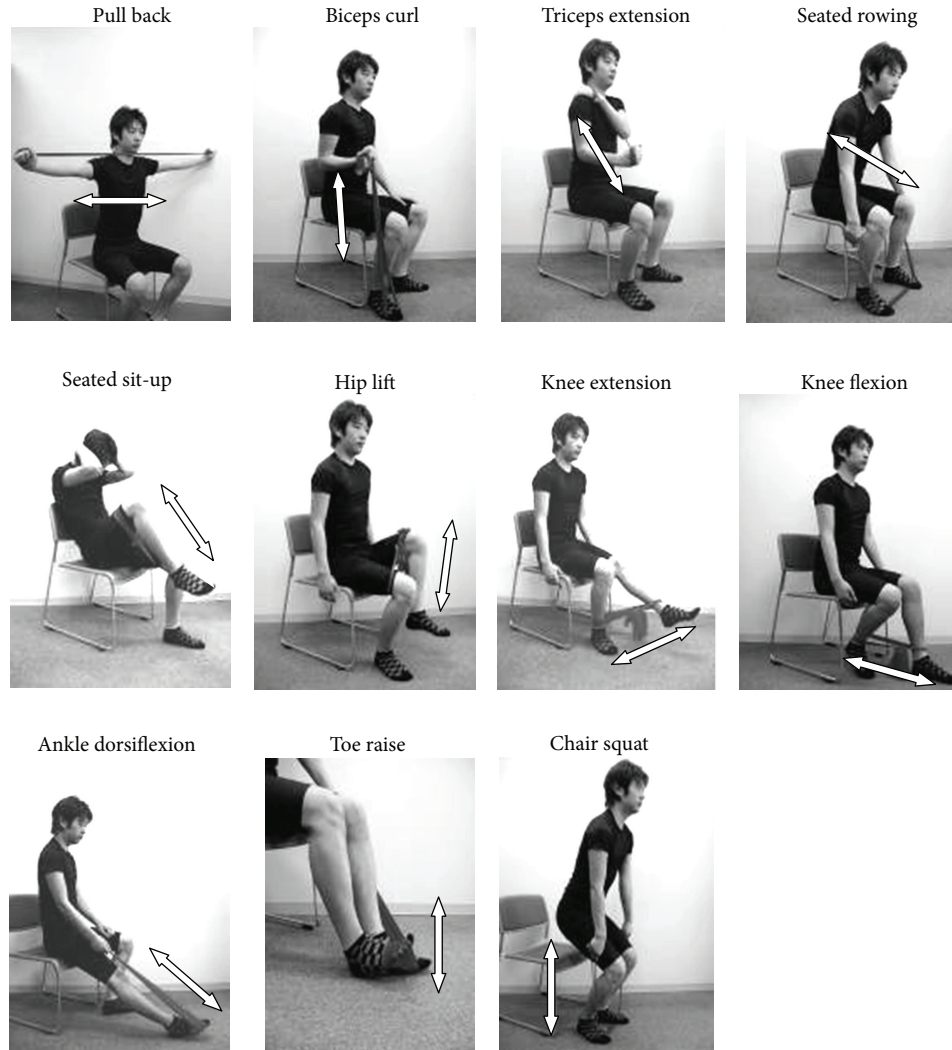 Pull back
Biceps curl
Triceps extension
Seated rowing
Seated sit-up
Hip lift
Knee extension
Knee flexion
Ankle dorsiflexion
Toe raise
Chair squat